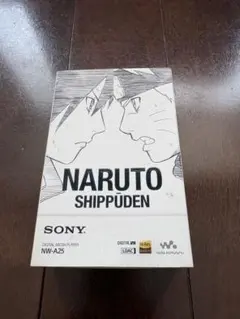 NARUTO
SHIPPŪDEN
SONY
DIGITAL MEDIA PLAYER
NW-A25